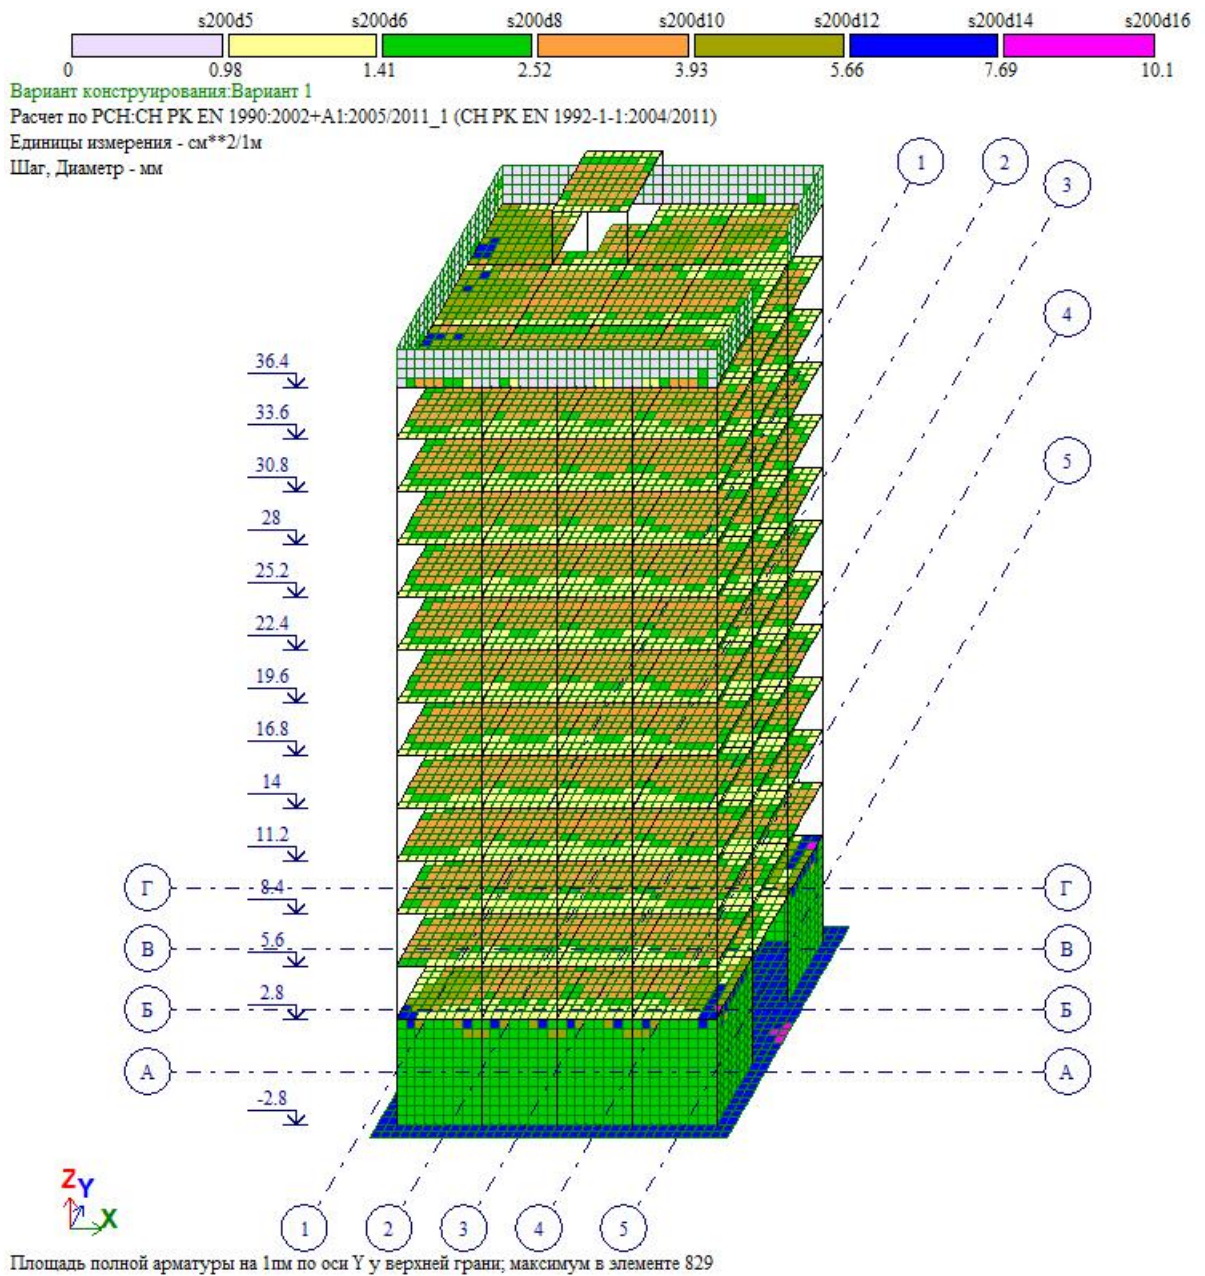 s200d5 s200d6 s200d8 s200d10 s200d12 s200d14 s200d16
0 0.98 1.41 2.52 3.93 5.66 7.69 10.1
Вариант конструирования:Вариант 1
Расчет по РСН:СН РК EN 1990:2002+A1:2005/2011_1 (СН РК EN 1992-1-1:2004/2011)
Единицы измерения - см**2/1м
Шаг, Диаметр - мм
1 2 3
4
36.4
33.6
30.8 5
28
25.2
22.4
19.6
16.8
14
11.2
Г 8.4 Г
В 5.6 В
Б 2.8 Б
А А
-2.8
Z Y X
1 2 3 4 5
Площадь полной арматуры на 1пм по оси Y у верхней грани; максимум в элементе 829